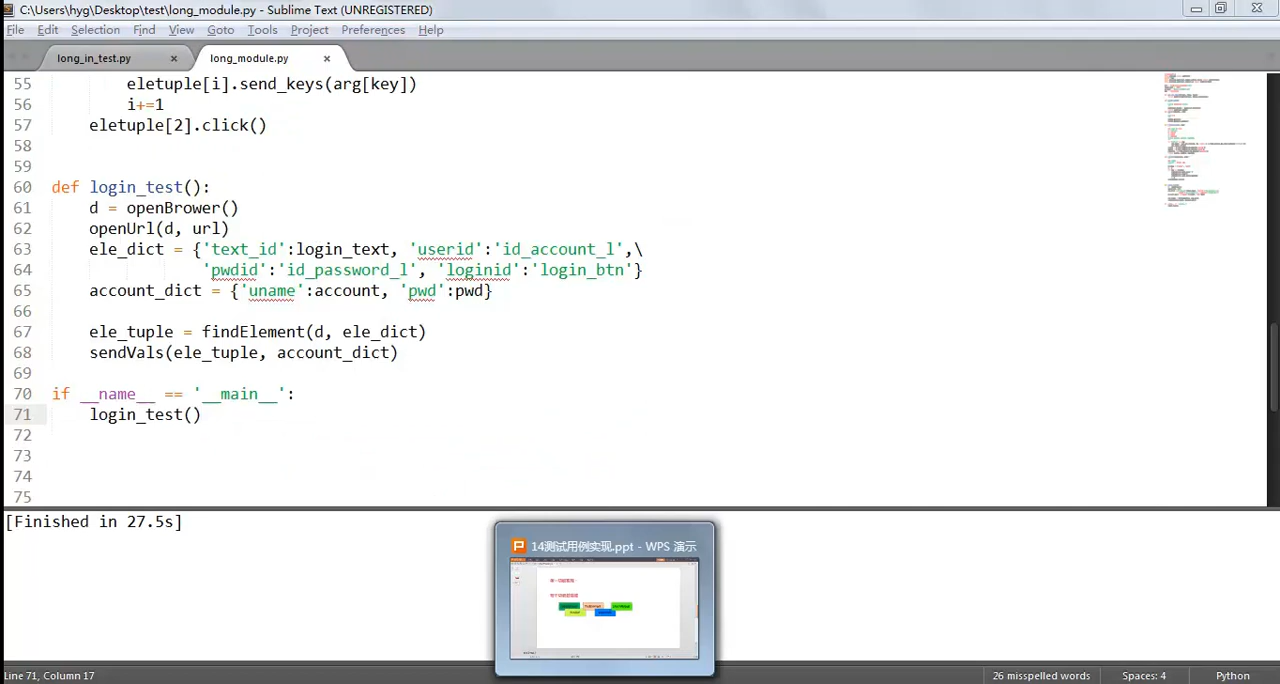 C:\Users\hyg\Desktop\test\long_module.py - Sublime Text (UNREGISTERED)
File Edit Selection Find View Goto Tools Project Preferences Help
long_in_test.py × long_module.py ×
55 eletuple[i].send_keys(arg[key])
56 i+=1
57 eletuple[2].click()
58
59
60 def login_test():
61 d = openBrower()
62 openUrl(d, url)
63 ele_dict = {'text_id':login_text, 'userid':'id_account_l',\
64 'pwdid':'id_password_l', 'loginid':'login_btn'}
65 account_dict = {'uname':account, 'pwd':pwd}
66
67 ele_tuple = findElement(d, ele_dict)
68 sendVals(ele_tuple, account_dict)
69
70 if __name__ == '__main__':
71 login_test()
72
73
74
75
[Finished in 27.5s]
14测试用例实现.ppt - WPS 演示
Line 71, Column 17 26 misspelled words Spaces: 4 Python